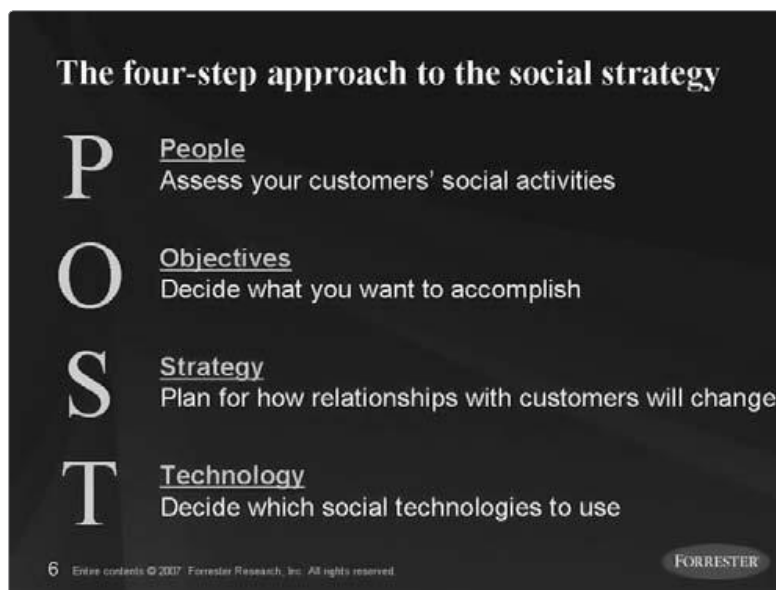 The four-step approach to the social strategy
P
People
Assess your customers' social activities
O
Objectives
Decide what you want to accomplish
S
Strategy
Plan for how relationships with customers will change
T
Technology
Decide which social technologies to use
6 Entire contents © 2007 Forrester Research, Inc. All rights reserved.
FORRESTER